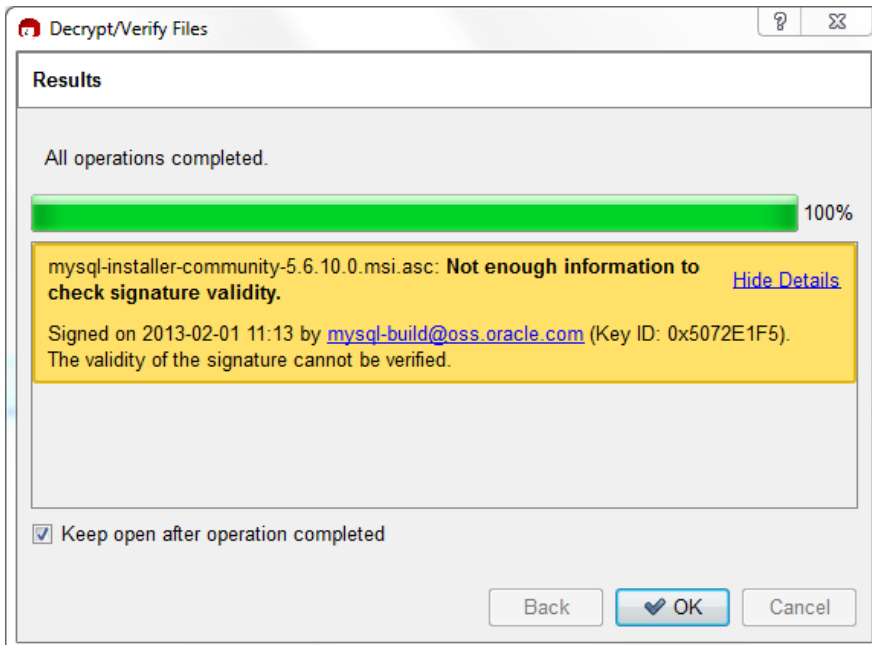 Decrypt/Verify Files
Results
All operations completed.
100%
mysql-installer-community-5.6.10.0.msi.asc: Not enough information to
check signature validity.
Hide Details
Signed on 2013-02-01 11:13 by mysql-build@oss.oracle.com (Key ID: 0x5072E1F5).
The validity of the signature cannot be verified.
Keep open after operation completed
Back
OK
Cancel